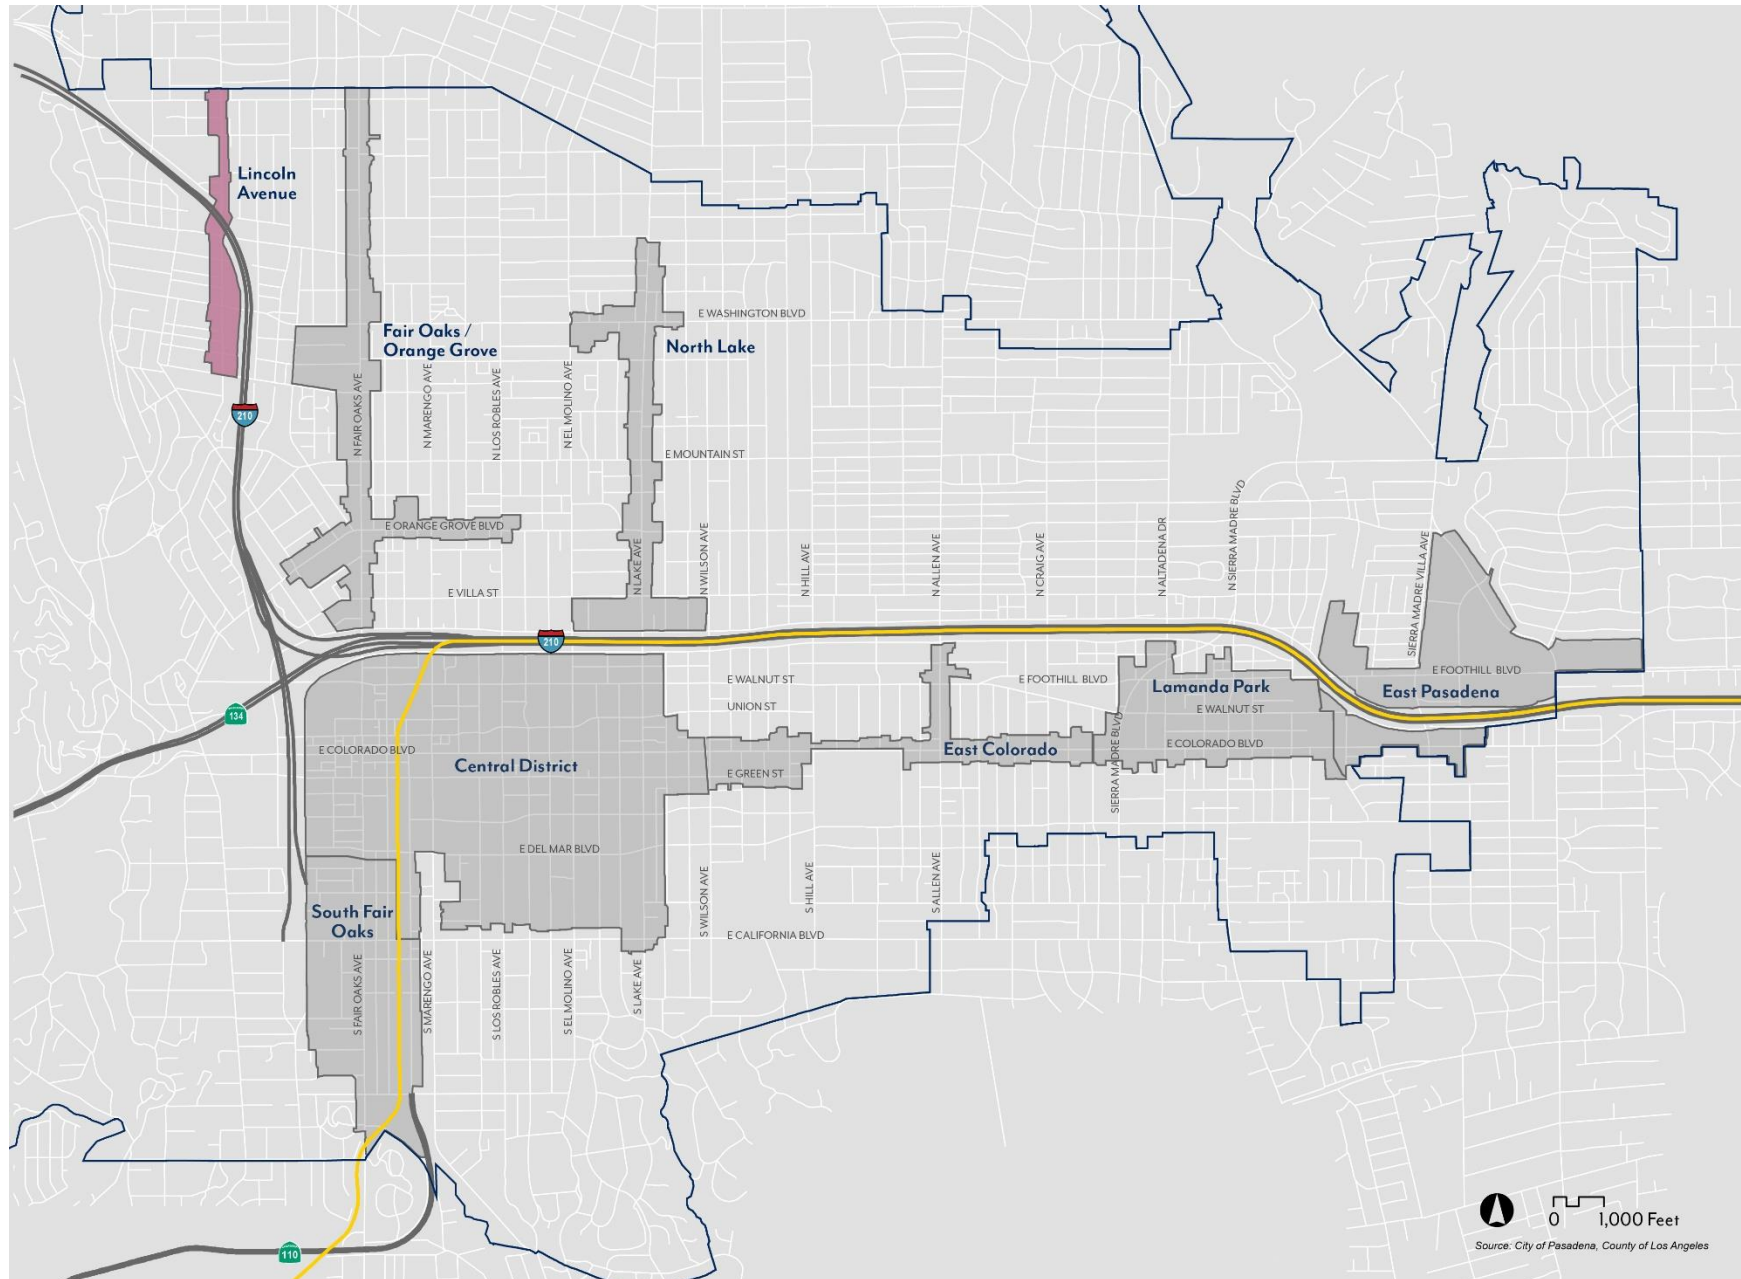 Lincoln
Avenue
Fair Oaks /
Orange Grove
E WASHINGTON BLVD
North Lake
N FAIR OAKS AVE
N MARENGO AVE
N LOS ROBLES AVE
N EL MOLINO AVE
210
E MOUNTAIN ST
E ORANGE GROVE BLVD
N LAKE AVE
N WILSON AVE
N HILL AVE
N ALLEN AVE
N CRAIG AVE
N ALTADENA DR
N SIERRA MADRE BLVD
SIERRA MADRE VILLA AVE
E VILLA ST
210
E WALNUT ST
E FOOTHILL BLVD
Lamanda Park
E FOOTHILL BLVD
East Pasadena
UNION ST
E WALNUT ST
134
E COLORADO BLVD
East Colorado
SIERRA MADRE BLVD
E COLORADO BLVD
Central District
E GREEN ST
E DEL MAR BLVD
South Fair
Oaks
S WILSON AVE
S HILL AVE
S ALLEN AVE
E CALIFORNIA BLVD
S FAIR OAKS AVE
S MARENGO AVE
S LOS ROBLES AVE
S EL MOLINO AVE
S LAKE AVE
110
0 1,000 Feet
Source: City of Pasadena, County of Los Angeles